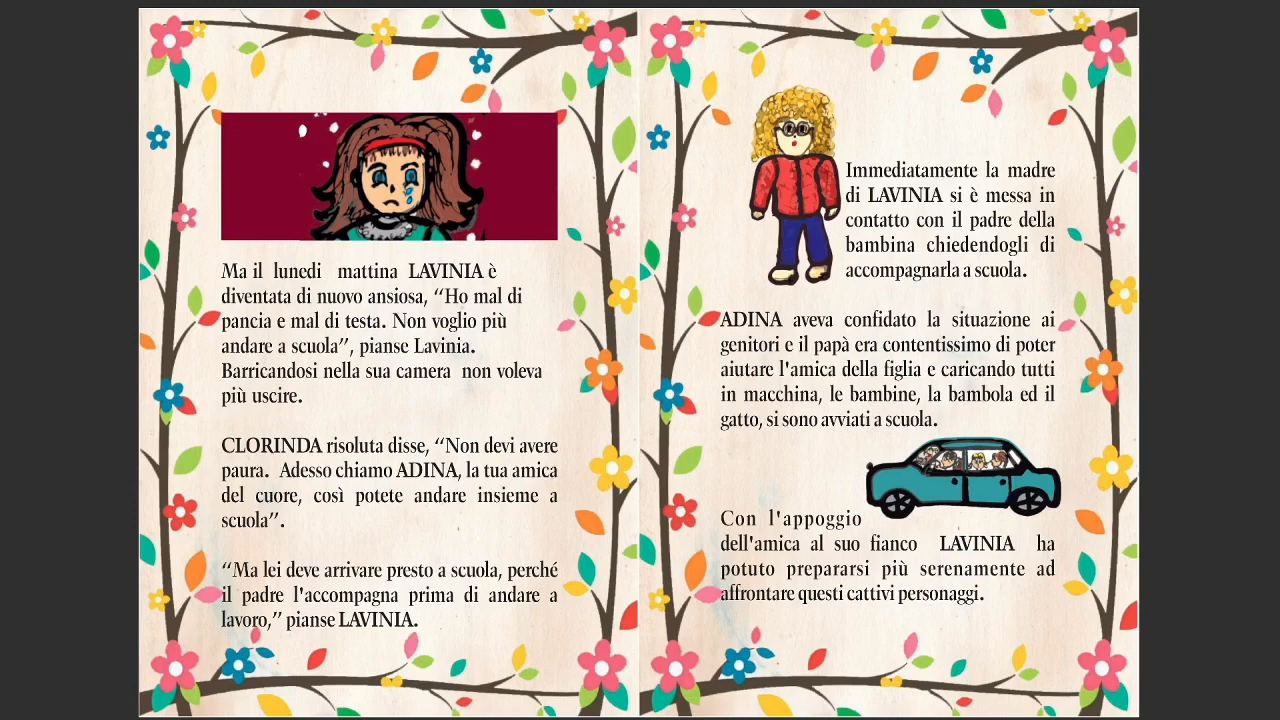 Ma il lunedi mattina LAVINIA è
diventata di nuovo ansiosa, “Ho mal di
pancia e mal di testa. Non voglio più
andare a scuola”, pianse Lavinia.
Barricandosi nella sua camera non voleva
più uscire.
CLORINDA risoluta disse, “Non devi avere
paura. Adesso chiamo ADINA, la tua amica
del cuore, così potete andare insieme a
scuola”.
“Ma lei deve arrivare presto a scuola, perché
il padre l'accompagna prima di andare a
lavoro,” pianse LAVINIA.
Immediatamente la madre
di LAVINIA si è messa in
contatto con il padre della
bambina chiedendogli di
accompagnarla a scuola.
ADINA aveva confidato la situazione ai
genitori e il papà era contentissimo di poter
aiutare l'amica della figlia e caricando tutti
in macchina, le bambine, la bambola ed il
gatto, si sono avviati a scuola.
Con l'appoggio
dell'amica al suo fianco LAVINIA ha
potuto prepararsi più serenamente ad
affrontare questi cattivi personaggi.